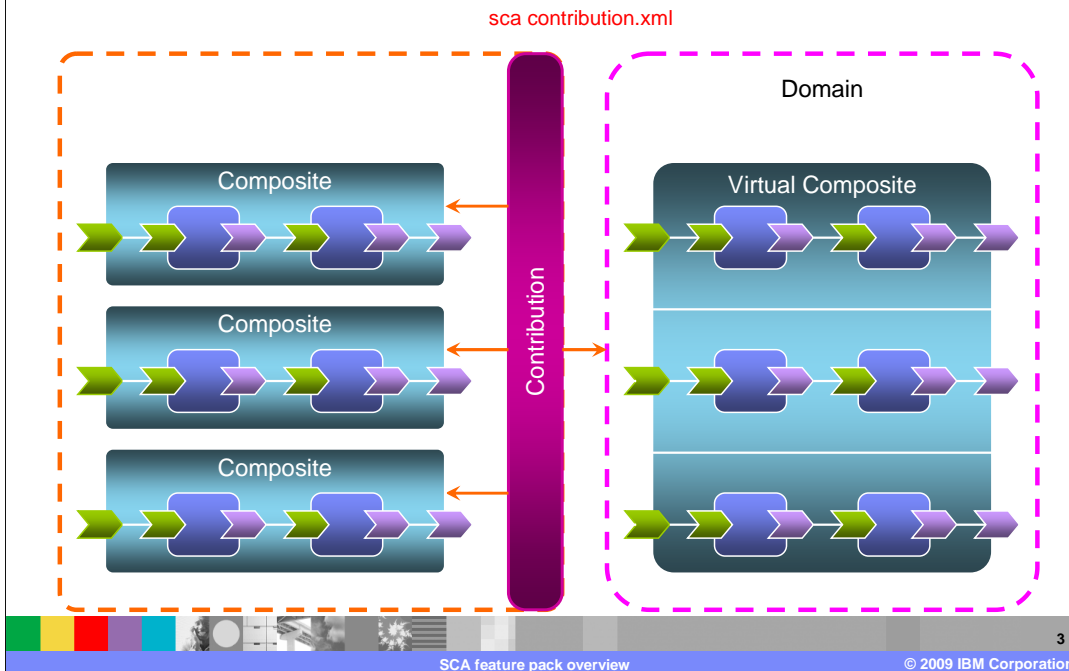 sca contribution.xml
Domain
Composite
Composite
Composite
Contribution
Virtual Composite
3
SCA feature pack overview
© 2009 IBM Corporation